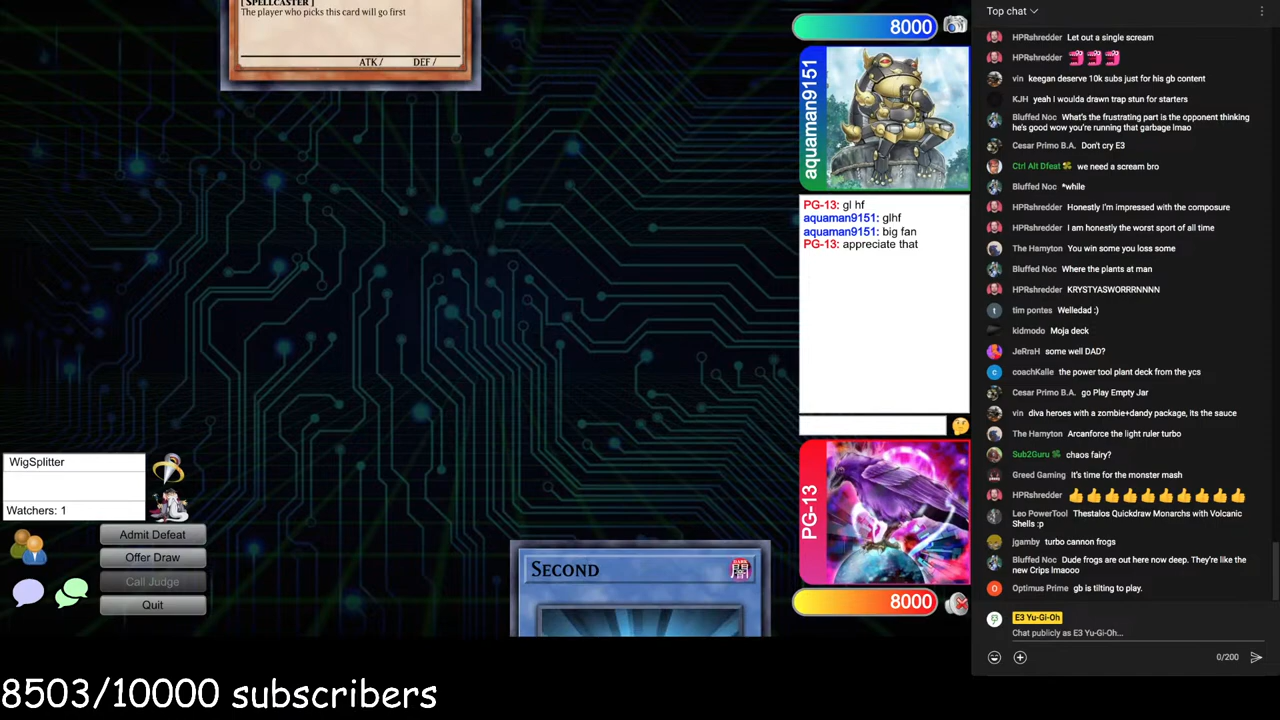 [ SPELLCASTER ]
The player who picks this card will go first
ATK /
DEF /
8000
aquaman9151
PG-13: gl hf
aquaman9151: glhf
aquaman9151: big fan
PG-13: appreciate that
PG-13
8000
WigSplitter
Watchers: 1
Admit Defeat
Offer Draw
Call Judge
Quit
SECOND
DARK
闇
8503/10000 subscribers
Top chat
HPRshredder Let out a single scream
HPRshredder
vin keegan deserve 10k subs just for his gb content
KJH yeah I woulda drawn trap stun for starters
Bluffed Noc What's the frustrating part is the opponent thinking
he's good wow you're running that garbage lmao
Cesar Primo B.A. Don't cry E3
Ctrl Alt Dfeat we need a scream bro
Bluffed Noc *while
HPRshredder Honestly I'm impressed with the composure
HPRshredder I am honestly the worst sport of all time
The Hamyton You win some you loss some
Bluffed Noc Where the plants at man
HPRshredder KRYSTYASWORRRNNNN
tim pontes Welledad :)
kidmodo Moja deck
JeRraH some well DAD?
coachKalle the power tool plant deck from the ycs
Cesar Primo B.A. go Play Empty Jar
vin diva heroes with a zombie+dandy package, its the sauce
The Hamyton Arcanforce the light ruler turbo
Sub2Guru chaos fairy?
Greed Gaming It's time for the monster mash
HPRshredder
Leo PowerTool Thestalos Quickdraw Monarchs with Volcanic
Shells :p
jgamby turbo cannon frogs
Bluffed Noc Dude frogs are out here now deep. They're like the
new Crips lmaooo
Optimus Prime gb is tilting to play.
E3 Yu-Gi-Oh
Chat publicly as E3 Yu-Gi-Oh...
0/200